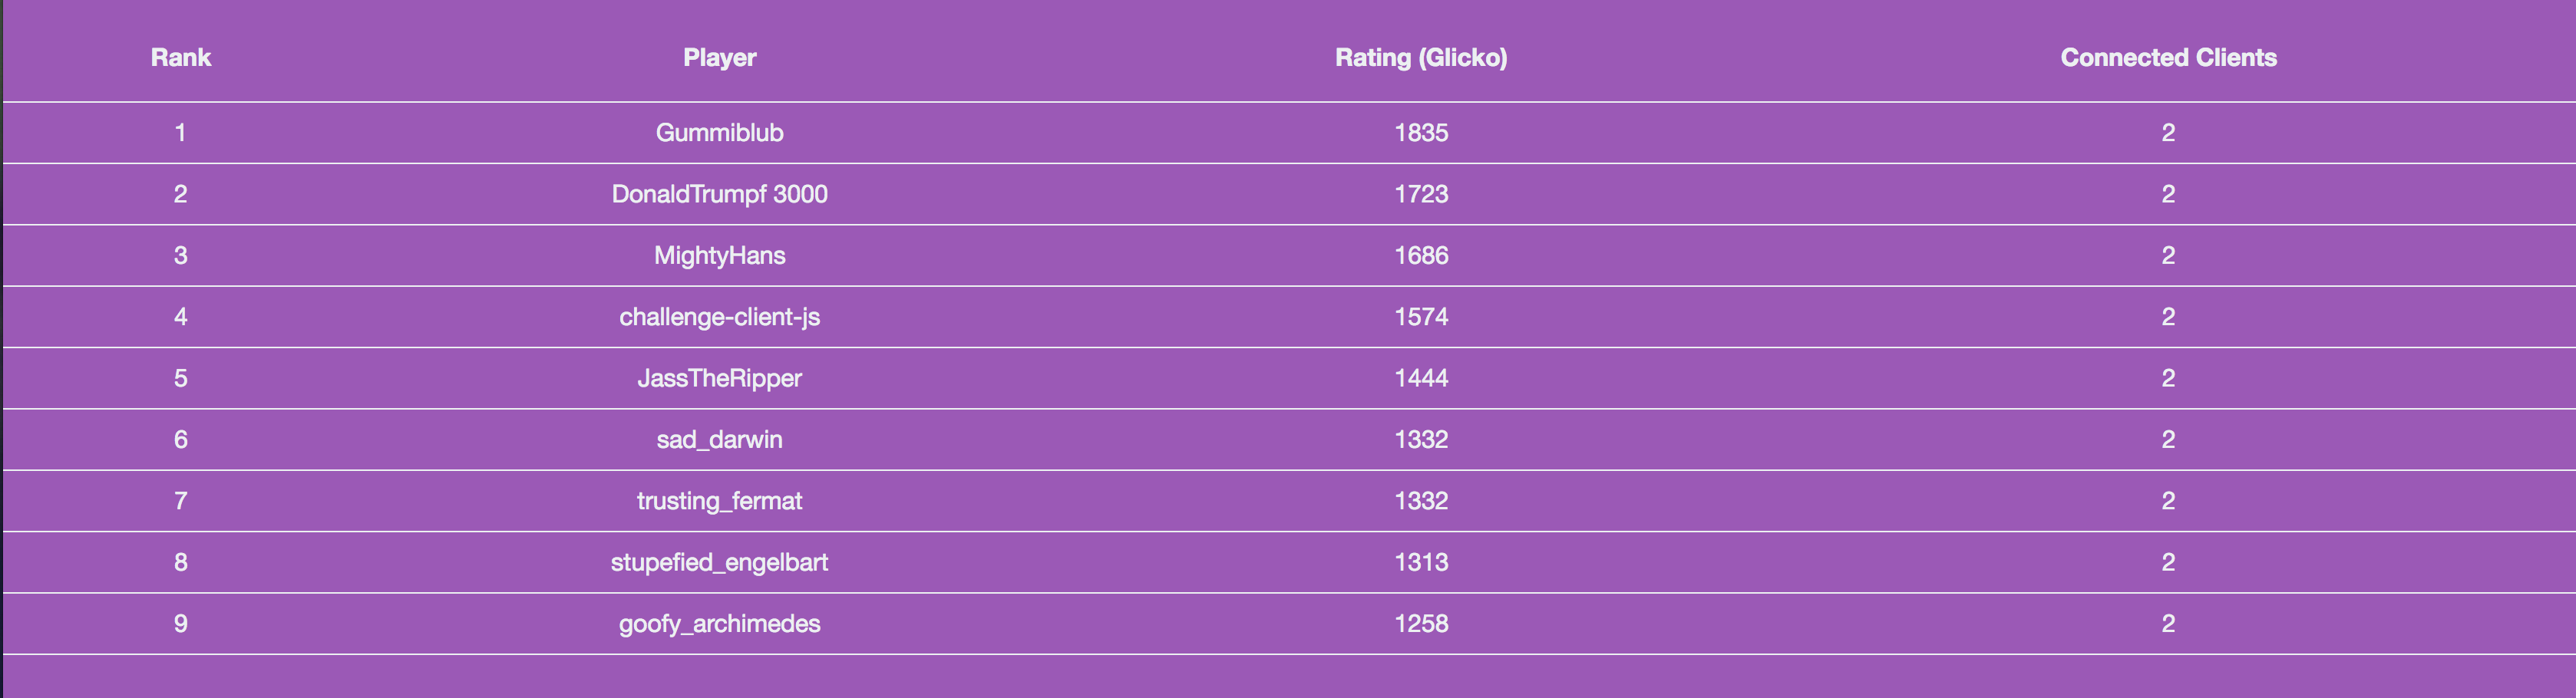 Rank Player Rating (Glicko) Connected Clients
1 Gummiblub 1835 2
2 DonaldTrumpf 3000 1723 2
3 MightyHans 1686 2
4 challenge-client-js 1574 2
5 JassTheRipper 1444 2
6 sad_darwin 1332 2
7 trusting_fermat 1332 2
8 stupefied_engelbart 1313 2
9 goofy_archimedes 1258 2